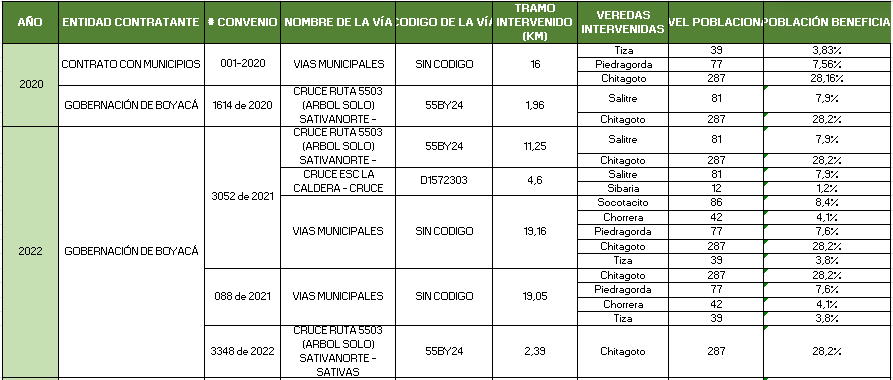 AÑO ENTIDAD CONTRATANTE # CONVENIO NOMBRE DE LA VÍA CODIGO DE LA VÍA TRAMO INTERVENIDO (KM) VEREDAS INTERVENIDAS VEL POBLACIONA POBLACIÓN BENEFICIA
2020 CONTRATO CON MUNICIPIOS 001-2020 VIAS MUNICIPALES SIN CODIGO 16 Tiza 39 3,83%
Piedragorda 77 7,56%
Chitagoto 287 28,16%
GOBERNACIÓN DE BOYACÁ 1614 de 2020 CRUCE RUTA 5503 (ARBOL SOLO) SATIVANORTE - 55BY24 1,96 Salitre 81 7,9%
Chitagoto 287 28,2%
2022 GOBERNACIÓN DE BOYACÁ 3052 de 2021 CRUCE RUTA 5503 (ARBOL SOLO) SATIVANORTE - 55BY24 11,25 Salitre 81 7,9%
Chitagoto 287 28,2%
CRUCE ESC LA CALDERA - CRUCE D1572303 4,6 Salitre 81 7,9%
Sibaria 12 1,2%
VIAS MUNICIPALES SIN CODIGO 19,16 Socotacito 86 8,4%
Chorrera 42 4,1%
Piedragorda 77 7,6%
Chitagoto 287 28,2%
Tiza 39 3,8%
088 de 2021 VIAS MUNICIPALES SIN CODIGO 19,05 Chitagoto 287 28,2%
Piedragorda 77 7,6%
Chorrera 42 4,1%
Tiza 39 3,8%
3348 de 2022 CRUCE RUTA 5503 (ARBOL SOLO) SATIVANORTE - SATIVAS 55BY24 2,39 Chitagoto 287 28,2%